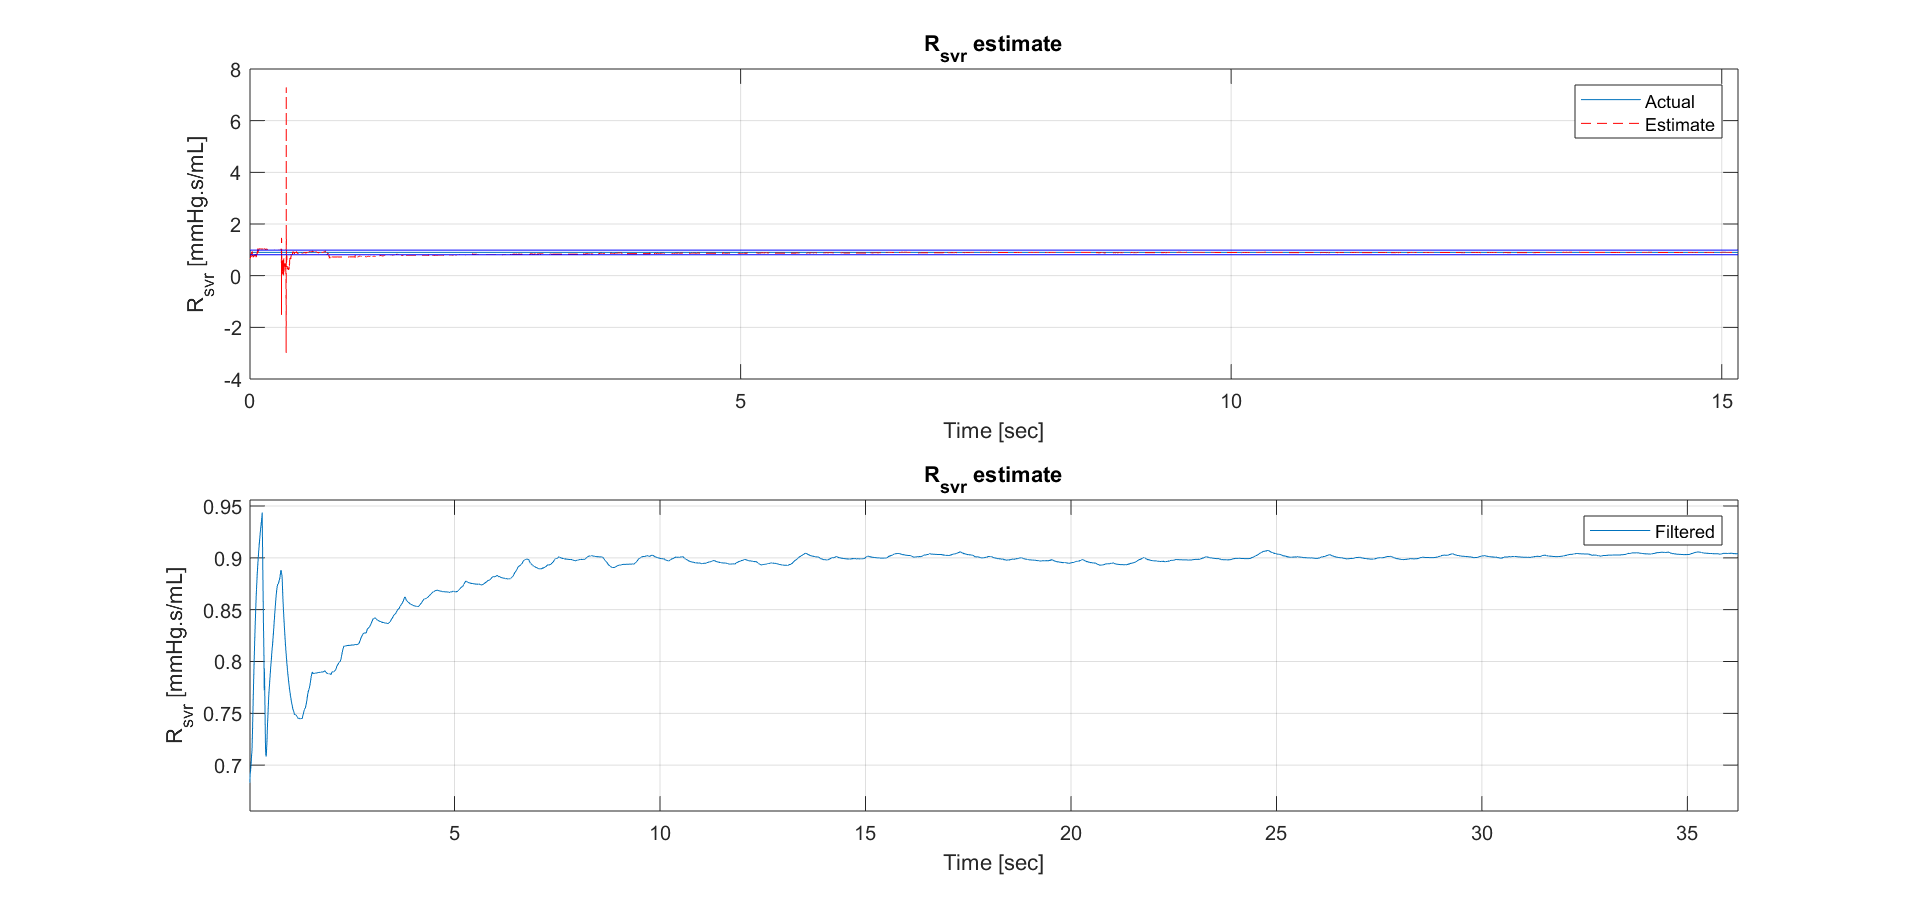 R_svr estimate
8
6
4
2
0
-2
-4
R_svr [mmHg.s/mL]
Actual
Estimate
0 5 10 15
Time [sec]
R_svr estimate
0.95
0.9
0.85
0.8
0.75
0.7
R_svr [mmHg.s/mL]
Filtered
5 10 15 20 25 30 35
Time [sec]